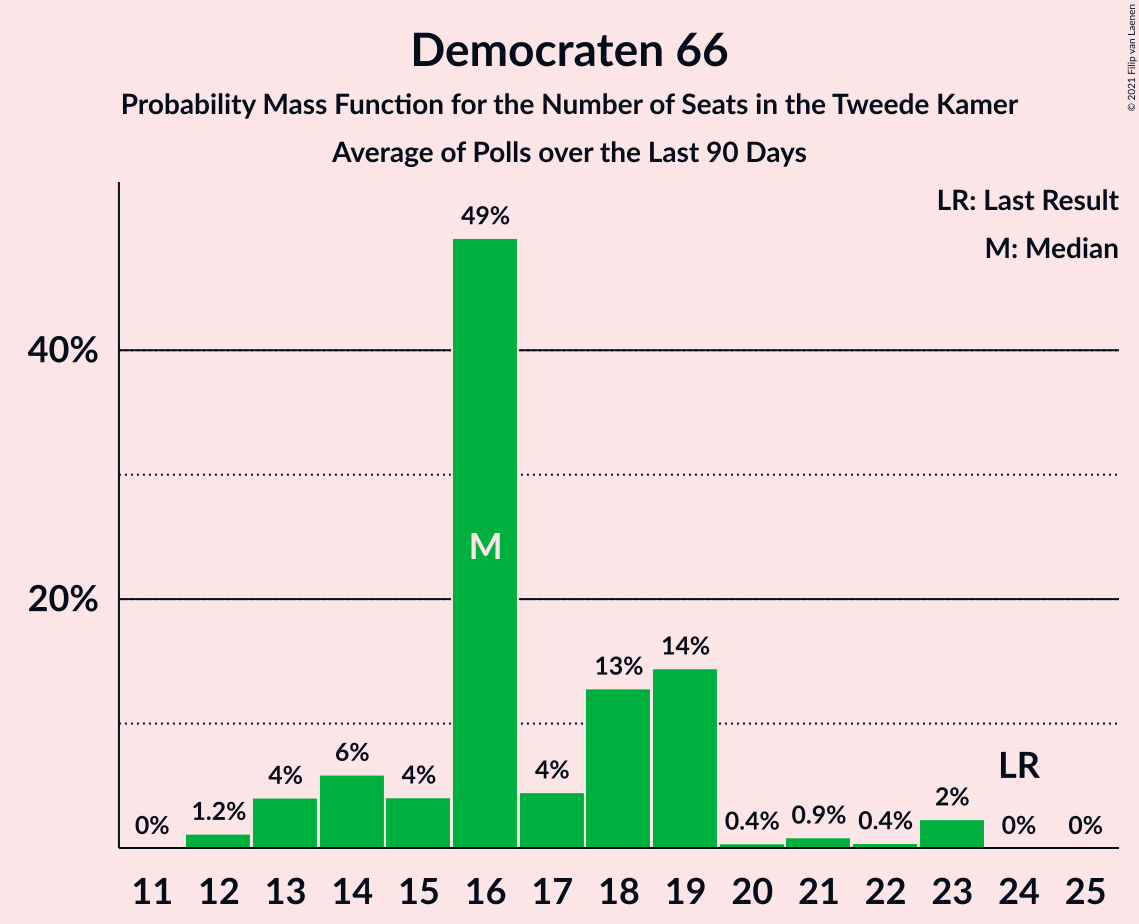 Democraten 66
Probability Mass Function for the Number of Seats in the Tweede Kamer
Average of Polls over the Last 90 Days
© 2021 Filip van Laenen
LR: Last Result
M: Median
40%
20%
0%
1.2%
4%
6%
4%
49%
M
4%
13%
14%
0.4%
0.9%
0.4%
2%
LR
0%
0%
11 12 13 14 15 16 17 18 19 20 21 22 23 24 25